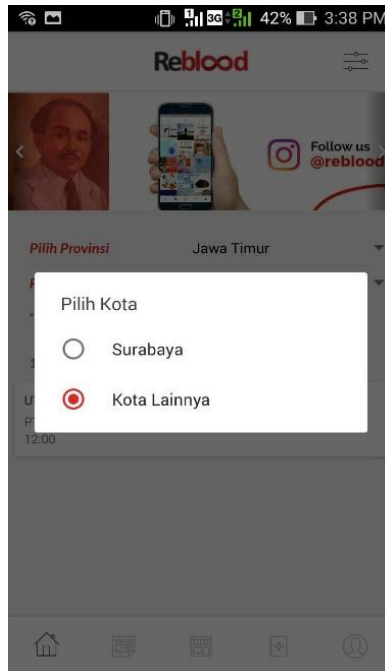 3G 42% 3:38 PM
Reblood
Follow us
@reblood
Pilih Provinsi Jawa Timur
Pilih Kota
Surabaya
Kota Lainnya
12:00